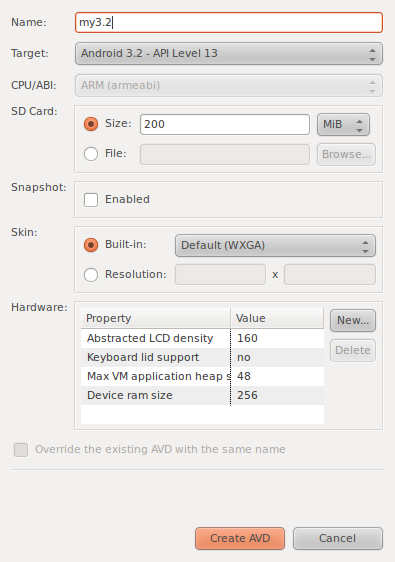 Name: my3.2
Target: Android 3.2 - API Level 13
CPU/ABI: ARM (armeabi)
SD Card:
Size: 200 MiB
File: Browse...
Snapshot:
Enabled
Skin:
Built-in: Default (WXGA)
Resolution: x
Hardware:
Property Value New...
Abstracted LCD density 160
Keyboard lid support no Delete
Max VM application heap s 48
Device ram size 256
Override the existing AVD with the same name
Create AVD Cancel